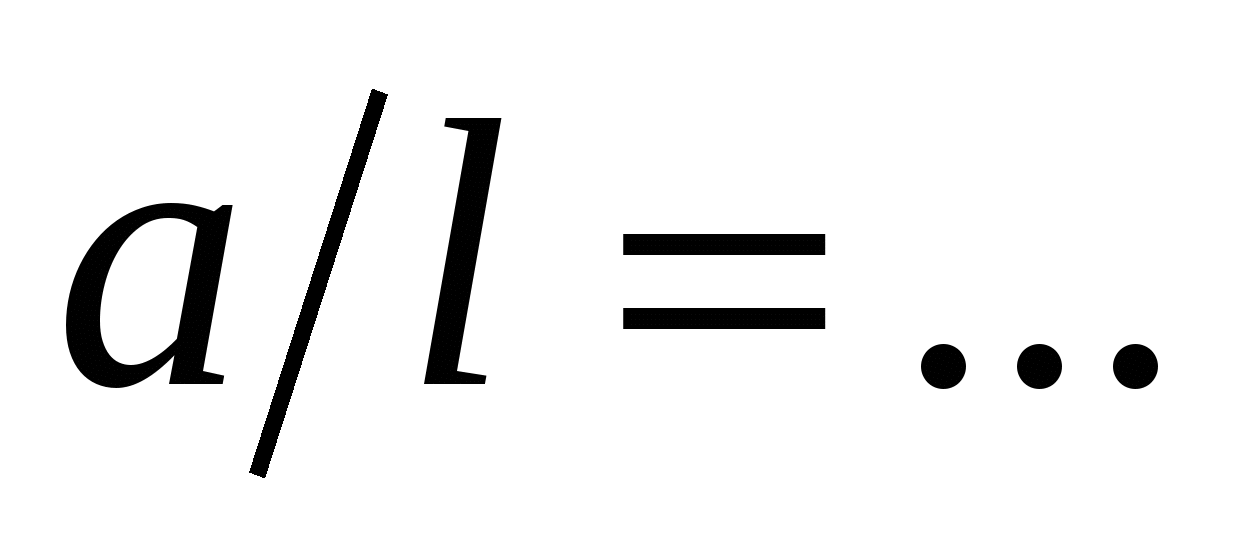 a/l = ...